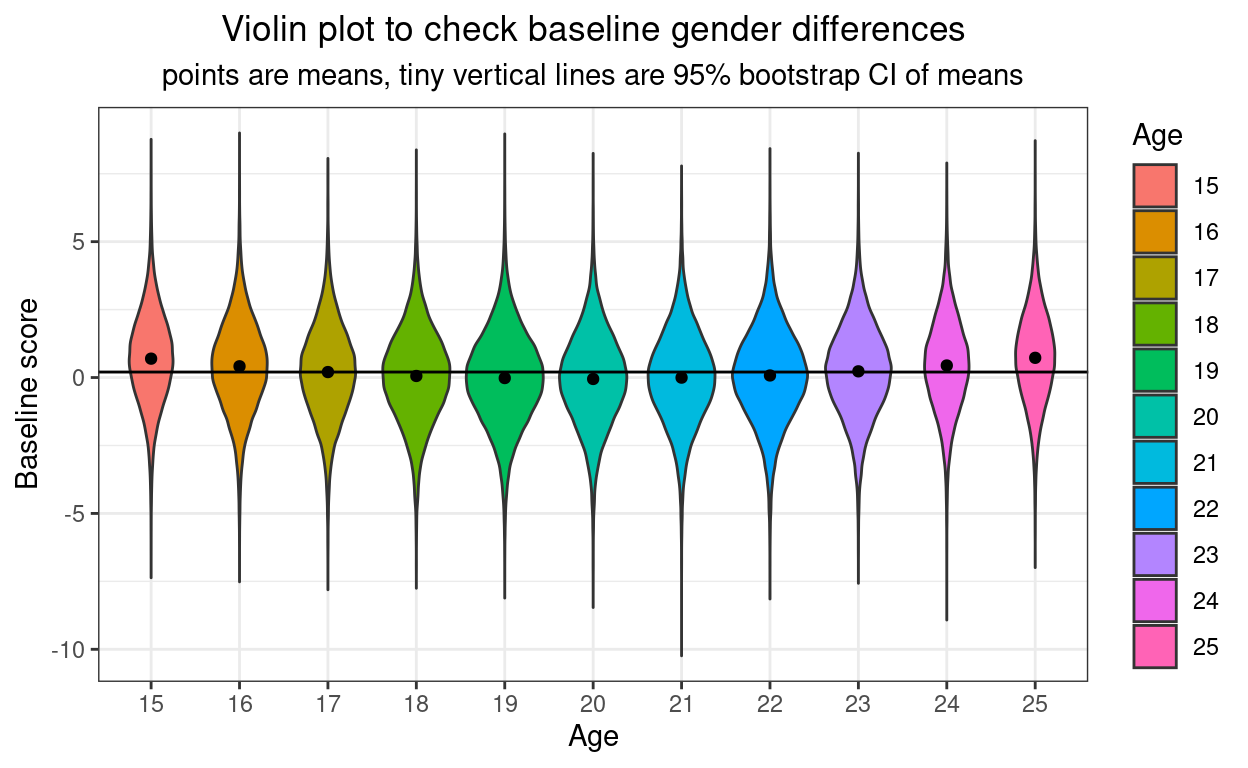 Violin plot to check baseline gender differences
points are means, tiny vertical lines are 95% bootstrap CI of means
Baseline score
5
0
-5
-10
15 16 17 18 19 20 21 22 23 24 25
Age
Age
15
16
17
18
19
20
21
22
23
24
25